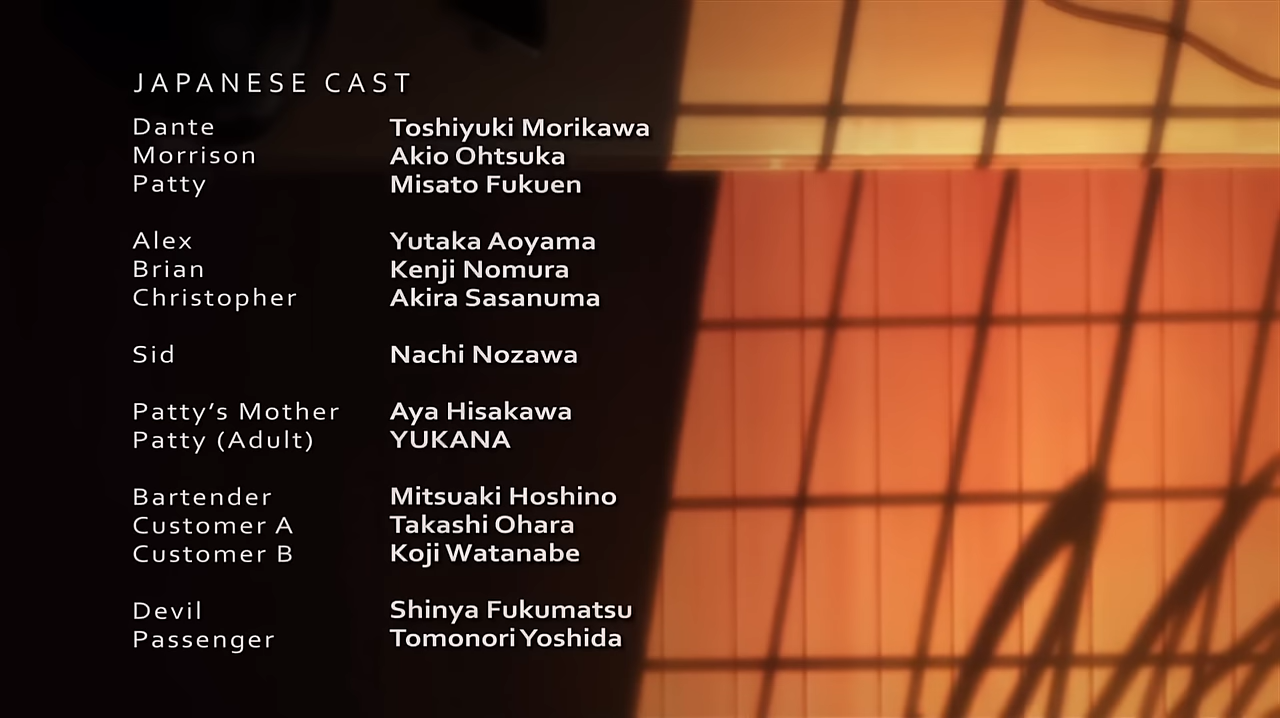 JAPANESE CAST
Dante Toshiyuki Morikawa
Morrison Akio Ohtsuka
Patty Misato Fukuen
Alex Yutaka Aoyama
Brian Kenji Nomura
Christopher Akira Sasanuma
Sid Nachi Nozawa
Patty’s Mother Aya Hisakawa
Patty (Adult) YUKANA
Bartender Mitsuaki Hoshino
Customer A Takashi Ohara
Customer B Koji Watanabe
Devil Shinya Fukumatsu
Passenger Tomonori Yoshida